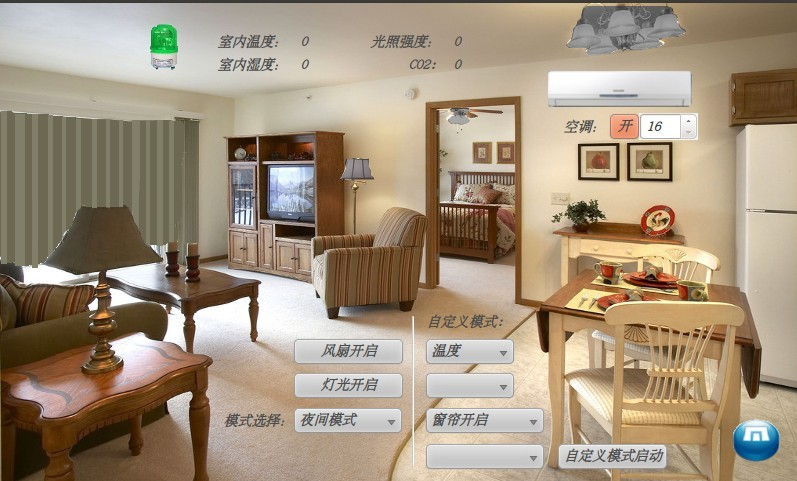 室内温度： 0 光照强度： 0
室内湿度： 0 CO2： 0
空调： 开 16
自定义模式：
风扇开启 温度
灯光开启
模式选择： 夜间模式 窗帘开启
自定义模式启动